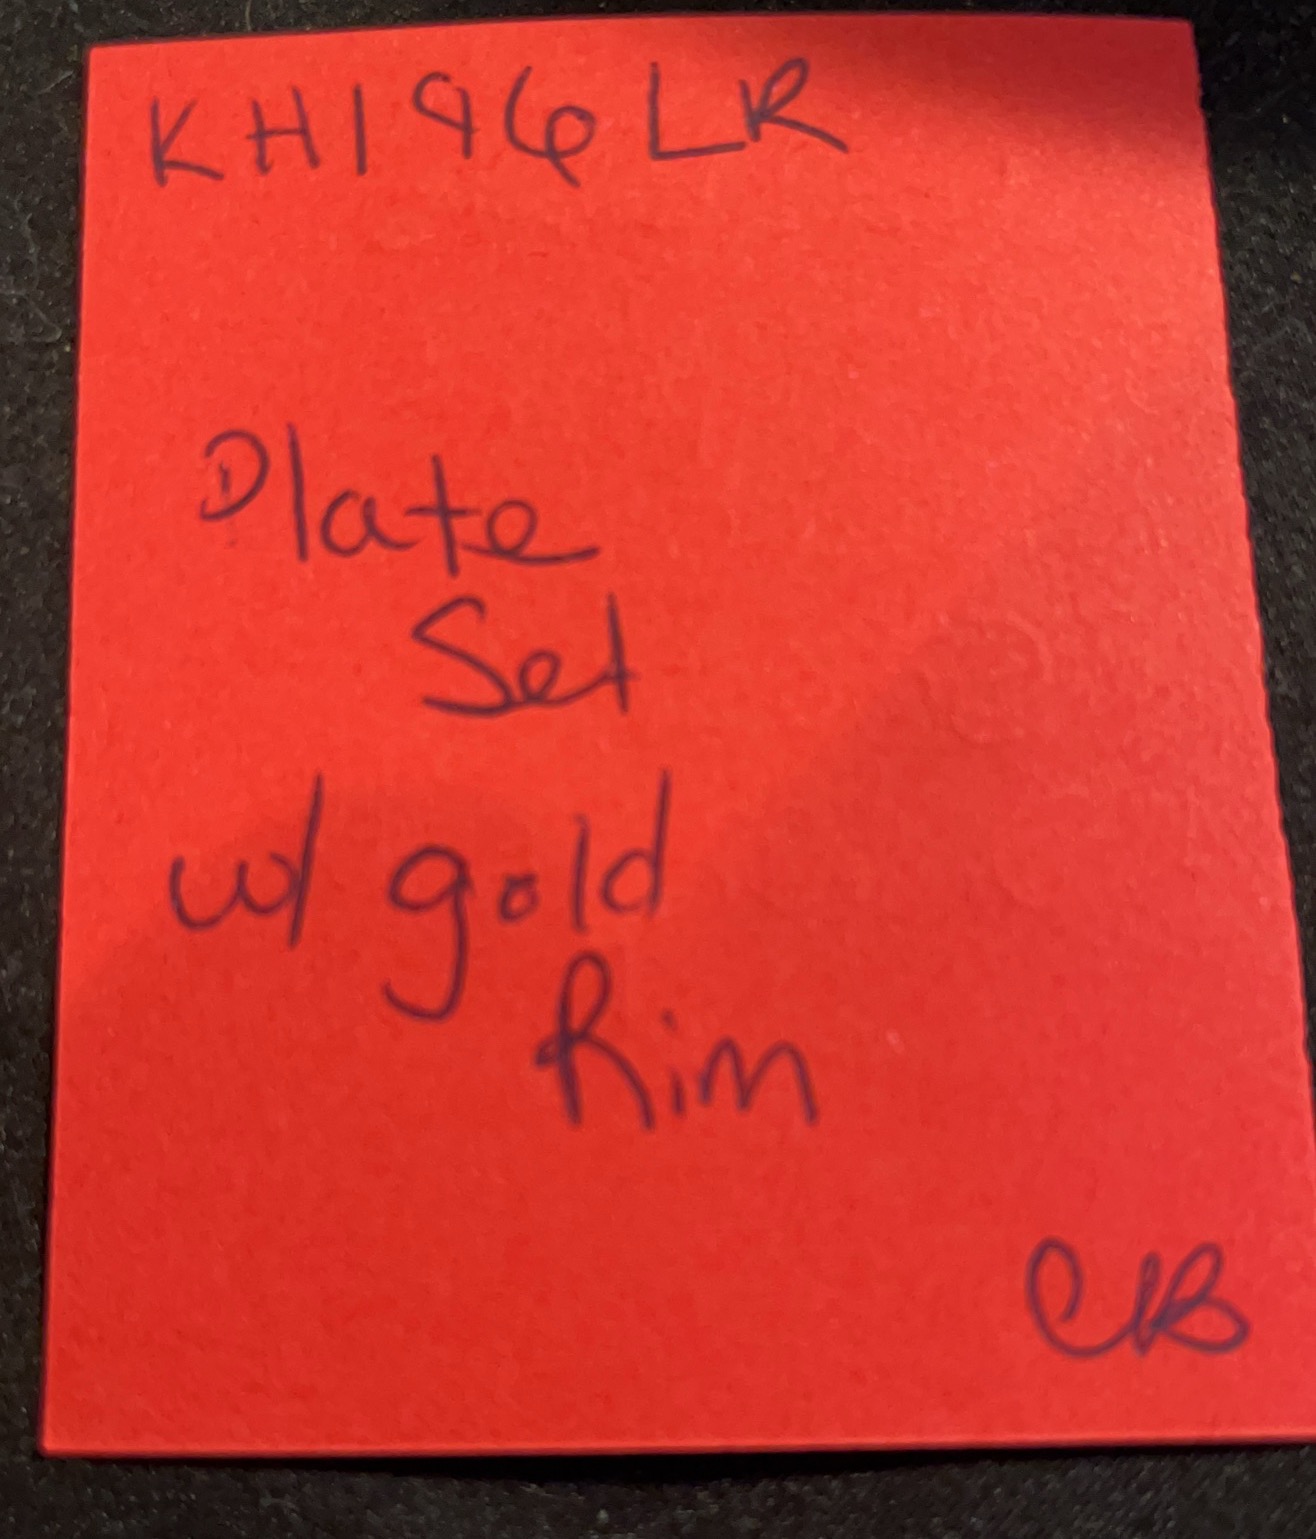 KH196LR
Plate
Set
w/ gold
Rim
CB